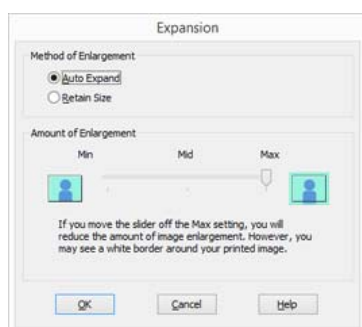 Expansion
Method of Enlargement
Auto Expand
Retain Size
Amount of Enlargement
Min Mid Max
If you move the slider off the Max setting, you will
reduce the amount of image enlargement. However, you
may see a white border around your printed image.
OK Cancel Help